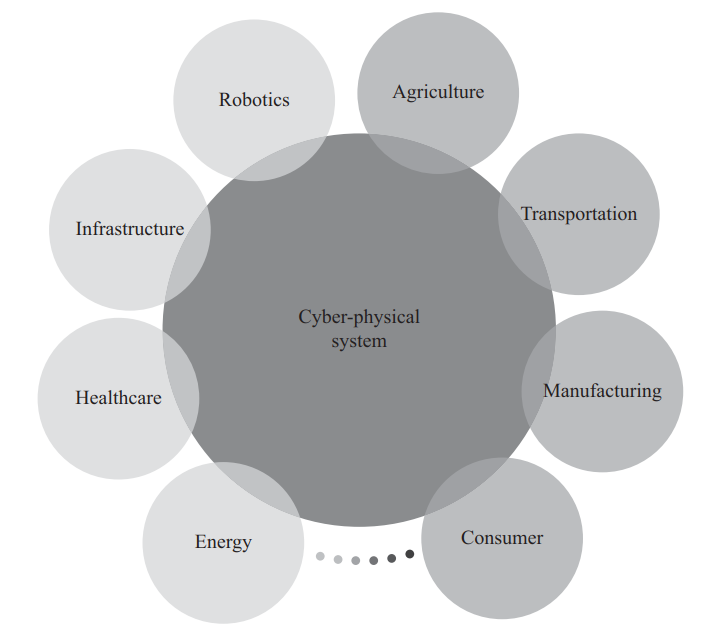 Robotics
Agriculture
Infrastructure
Transportation
Cyber-physical
system
Healthcare
Manufacturing
Energy
Consumer